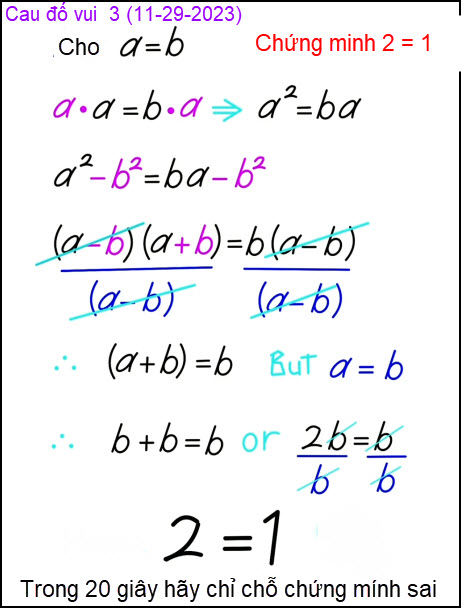 Cau đố vui 3 (11-29-2023)
Cho a=b Chứng minh 2 = 1
a•a=b•a ⇒ a²=ba
a²-b²=ba-b²
(a-b)(a+b)=b(a-b)
(a-b) (a-b)
∴ (a+b)=b But a=b
∴ b+b=b or 2b=b
b b
2=1
Trong 20 giây hãy chỉ chỗ chứng mính sai